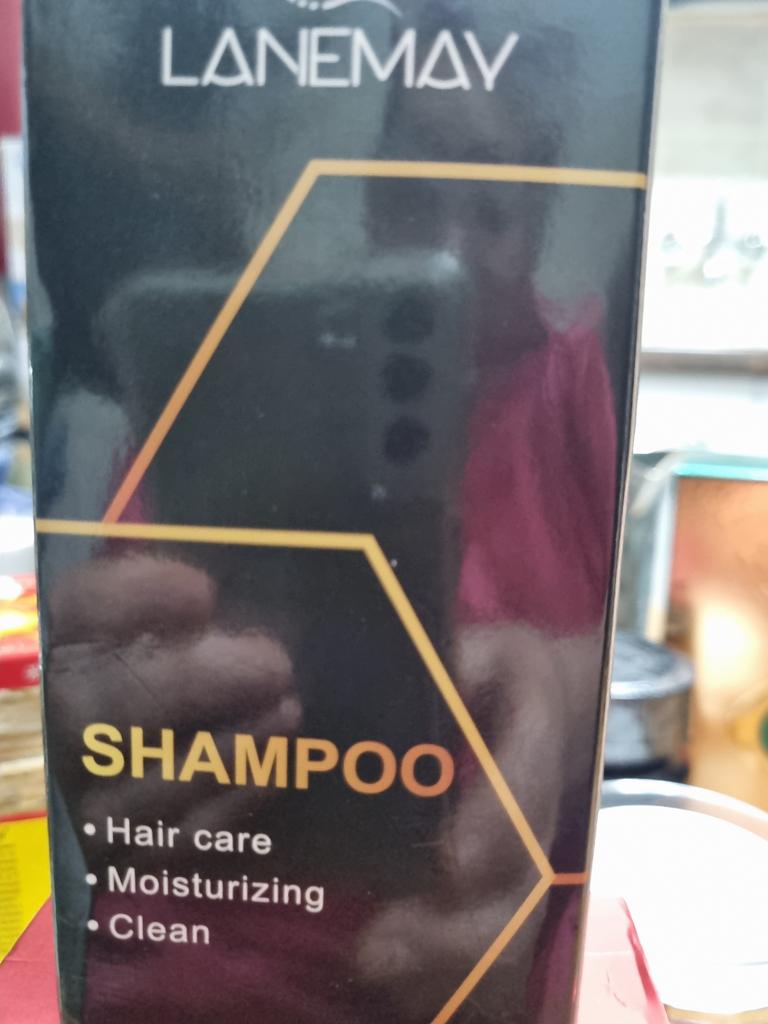 LANEMAY
SHAMPOO
• Hair care
• Moisturizing
• Clean